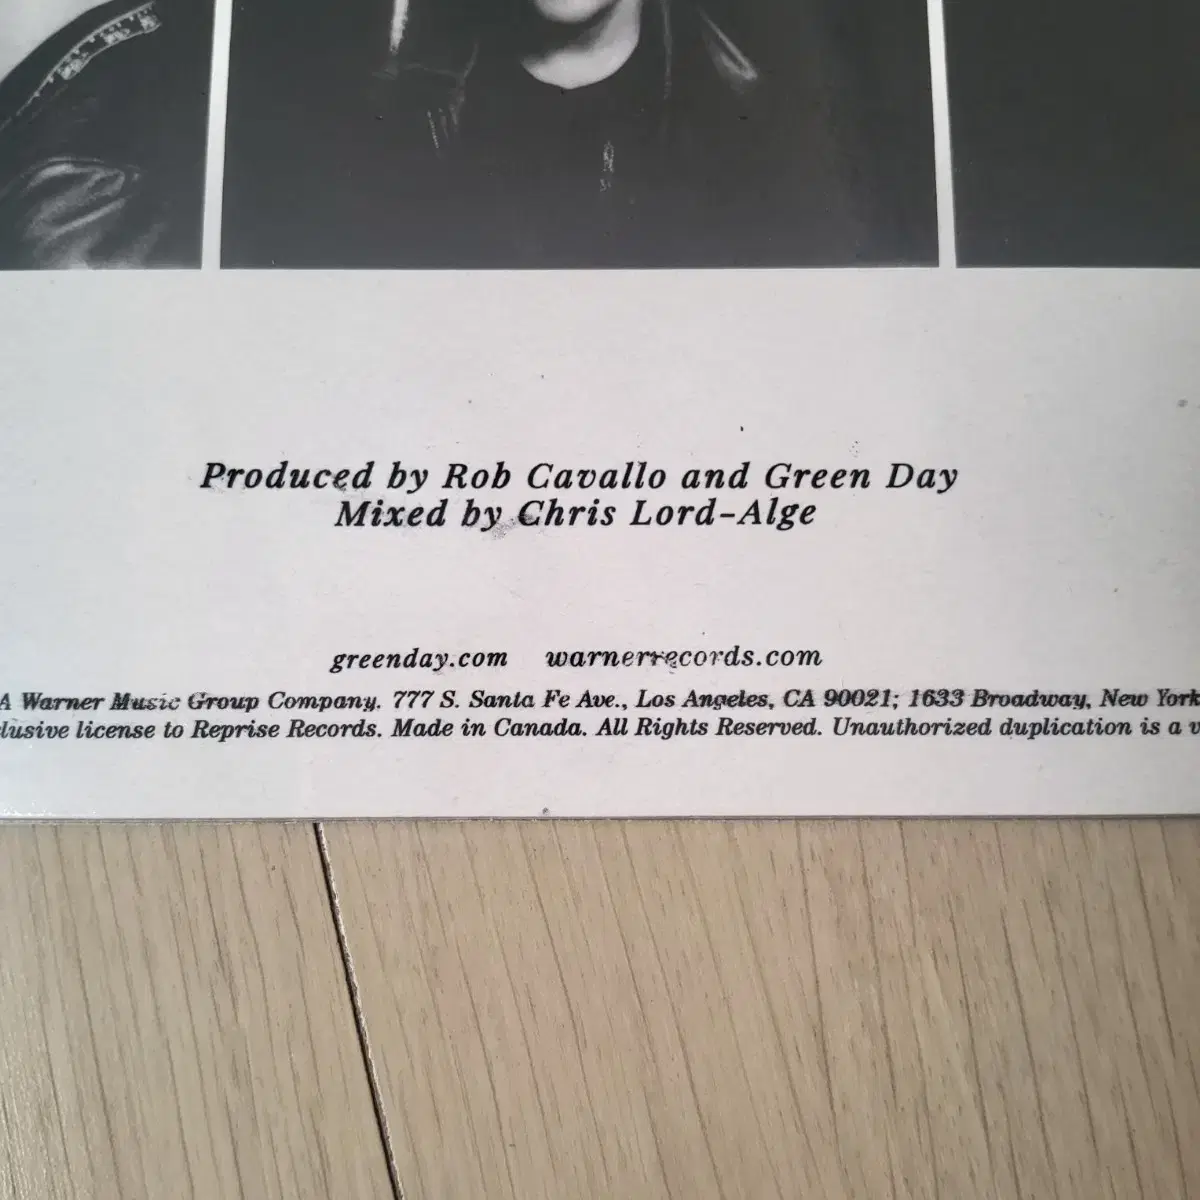 Produced by Rob Cavallo and Green Day
Mixed by Chris Lord-Alge
greenday.com warnerrecords.com
A Warner Music Group Company. 777 S. Santa Fe Ave., Los Angeles, CA 90021; 1633 Broadway, New York
license to Reprise Records. Made in Canada. All Rights Reserved. Unauthorized duplication is a